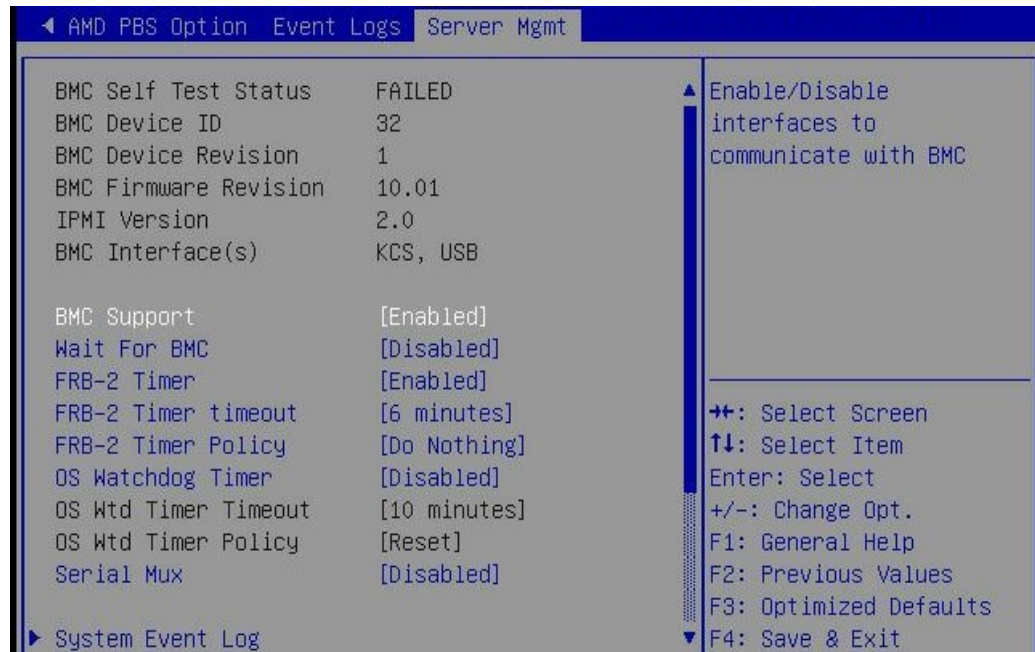 AMD PBS Option Event Logs Server Mgmt
BMC Self Test Status FAILED
BMC Device ID 32
BMC Device Revision 1
BMC Firmware Revision 10.01
IPMI Version 2.0
BMC Interface(s) KCS, USB
BMC Support [Enabled]
Wait For BMC [Disabled]
FRB-2 Timer [Enabled]
FRB-2 Timer timeout [6 minutes]
FRB-2 Timer Policy [Do Nothing]
OS Watchdog Timer [Disabled]
OS Wtd Timer Timeout [10 minutes]
OS Wtd Timer Policy [Reset]
Serial Mux [Disabled]
System Event Log
Enable/Disable
interfaces to
communicate with BMC
→←: Select Screen
↑↓: Select Item
Enter: Select
+/-: Change Opt.
F1: General Help
F2: Previous Values
F3: Optimized Defaults
F4: Save & Exit